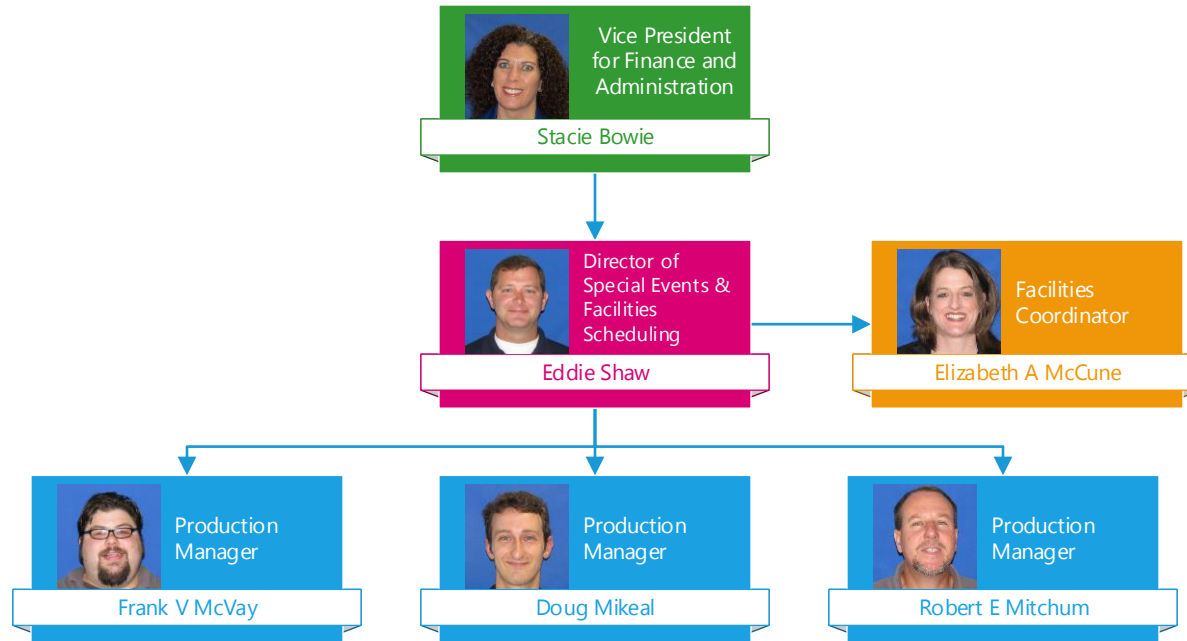 Vice President
for Finance and
Administration
Stacie Bowie
Director of
Special Events &
Facilities
Scheduling
Eddie Shaw
Facilities
Coordinator
Elizabeth A McCune
Production
Manager
Frank V McVay
Production
Manager
Doug Mikeal
Production
Manager
Robert E Mitchum